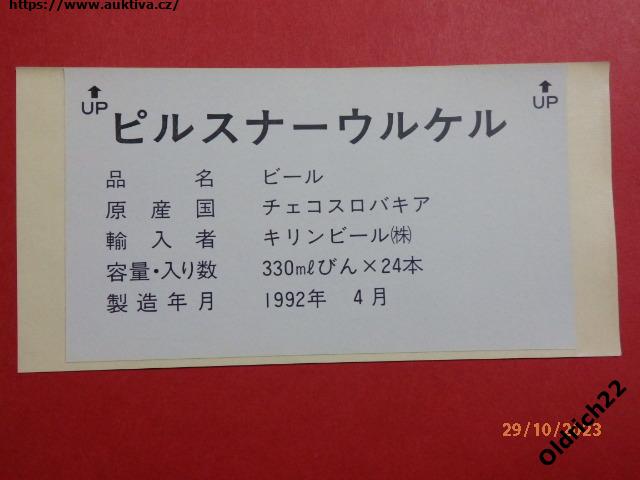 https://www.auktiva.cz/
UP
UP
ピルスナーウルケル
品名 ビール
原産国 チェコスロバキア
輸入者 キリンビール㈱
容量・入り数 330mℓびん×24本
製造年月 1992年 4月
29/10/2023
Oldrich22